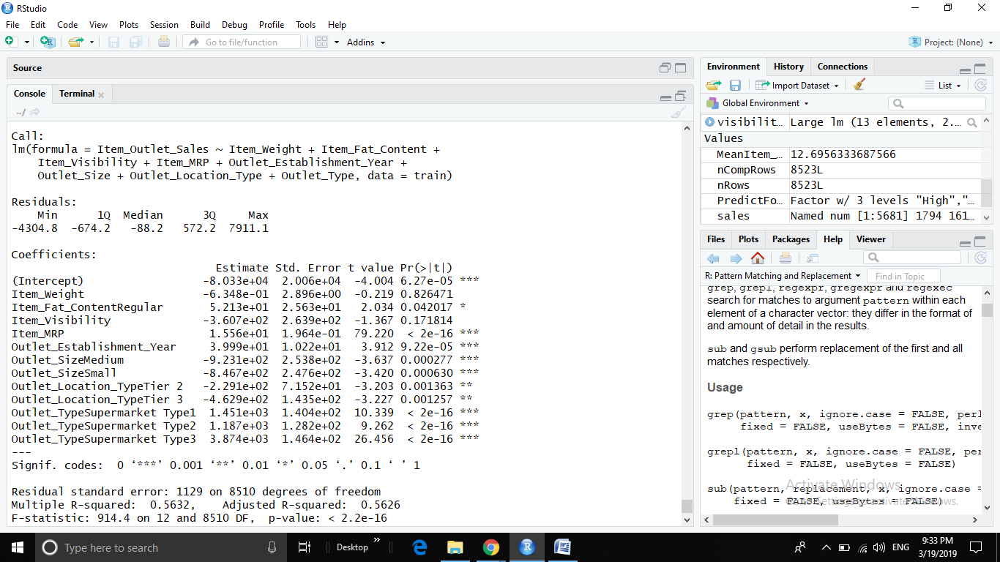 RStudio
File Edit Code View Plots Session Build Debug Profile Tools Help
Go to file/function Addins Project: (None)
Source
Console Terminal
~/
Call:
lm(formula = Item_Outlet_Sales ~ Item_Weight + Item_Fat_Content +
Item_Visibility + Item_MRP + Outlet_Establishment_Year +
Outlet_Size + Outlet_Location_Type + Outlet_Type, data = train)
Residuals:
Min 1Q Median 3Q Max
-4304.8 -674.2 -88.2 572.2 7911.1
Coefficients:
Estimate Std. Error t value Pr(>|t|)
(Intercept) -8.033e+04 2.006e+04 -4.004 6.27e-05 ***
Item_Weight -6.348e-01 2.896e+00 -0.219 0.826471
Item_Fat_ContentRegular 5.213e+01 2.563e+01 2.034 0.042017 *
Item_Visibility -3.607e+02 2.639e+02 -1.367 0.171814
Item_MRP 1.556e+01 1.964e-01 79.220 < 2e-16 ***
Outlet_Establishment_Year 3.999e+01 1.022e+01 3.912 9.22e-05 ***
Outlet_SizeMedium -9.231e+02 2.538e+02 -3.637 0.000277 ***
Outlet_SizeSmall -8.467e+02 2.476e+02 -3.420 0.000630 ***
Outlet_Location_TypeTier 2 -2.291e+02 7.152e+01 -3.203 0.001363 **
Outlet_Location_TypeTier 3 -4.629e+02 1.435e+02 -3.227 0.001257 **
Outlet_TypeSupermarket Type1 1.451e+03 1.404e+02 10.339 < 2e-16 ***
Outlet_TypeSupermarket Type2 1.187e+03 1.282e+02 9.262 < 2e-16 ***
Outlet_TypeSupermarket Type3 3.874e+03 1.464e+02 26.456 < 2e-16 ***
---
Signif. codes: 0 ‘***’ 0.001 ‘**’ 0.01 ‘*’ 0.05 ‘.’ 0.1 ‘ ’ 1
Residual standard error: 1129 on 8510 degrees of freedom
Multiple R-squared: 0.5632, Adjusted R-squared: 0.5626
F-statistic: 914.4 on 12 and 8510 DF, p-value: < 2.2e-16
Environment History Connections
Import Dataset List
Global Environment
visibilit… Large lm (13 elements, 2.…
Values
MeanItem_… 12.6956333687566
nCompRows 8523L
nRows 8523L
PredictFo… Factor w/ 3 levels "High","…
sales Named num [1:5681] 1794 161…
Files Plots Packages Help Viewer
R: Pattern Matching and Replacement Find in Topic
grep, grepl, regexpr, gregexpr and regexec
search for matches to argument pattern within each
element of a character vector: they differ in the format of
and amount of detail in the results.
sub and gsub perform replacement of the first and all
matches respectively.
Usage
grep(pattern, x, ignore.case = FALSE, perl
fixed = FALSE, useBytes = FALSE, inve
grepl(pattern, x, ignore.case = FALSE, per
fixed = FALSE, useBytes = FALSE)
Activate Windows
sub(pattern, replacement, x, ignore.case =
fixed = FALSE, useBytes = FALSE)
Go to Settings to activate Windows.
Type here to search Desktop ENG
9:33 PM
3/19/2019